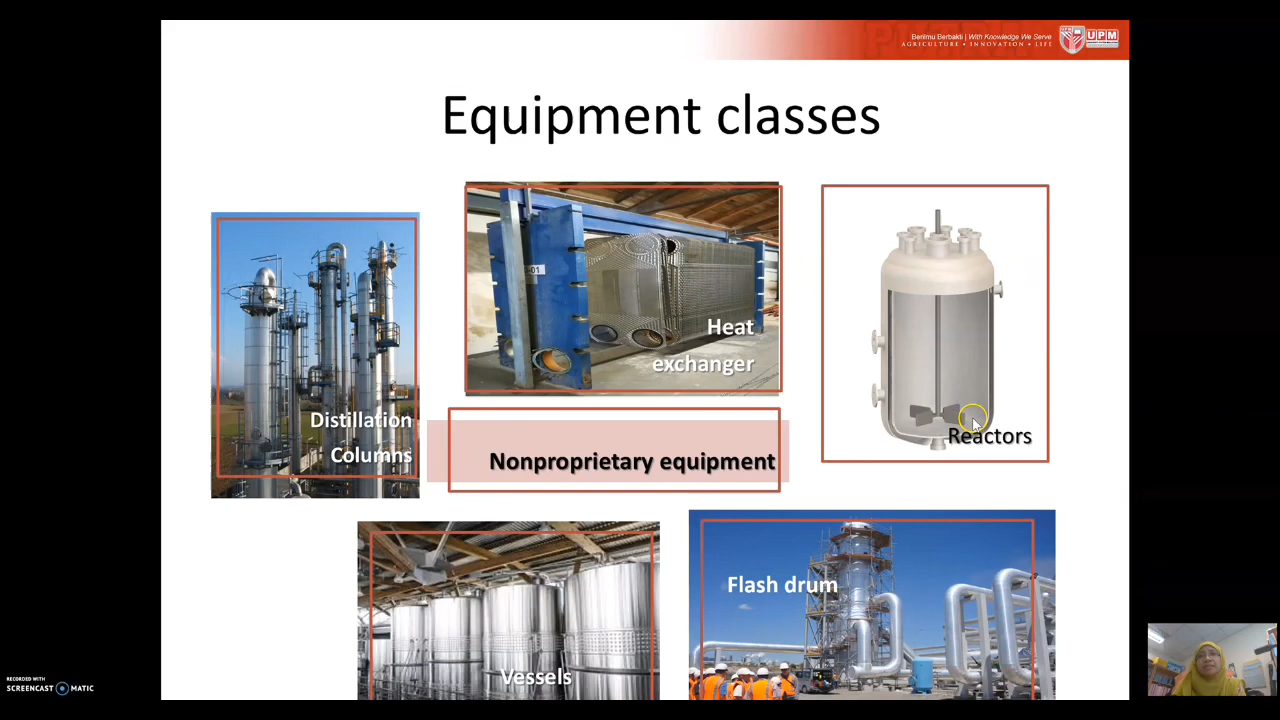 Berilmu Berbakti | With Knowledge We Serve
AGRICULTURE • INNOVATION • LIFE
UPM
Equipment classes
Heat
exchanger
-01
Distillation
Columns
Reactors
Nonproprietary equipment
Flash drum
Vessels
RECORDED WITH
SCREENCAST MATIC